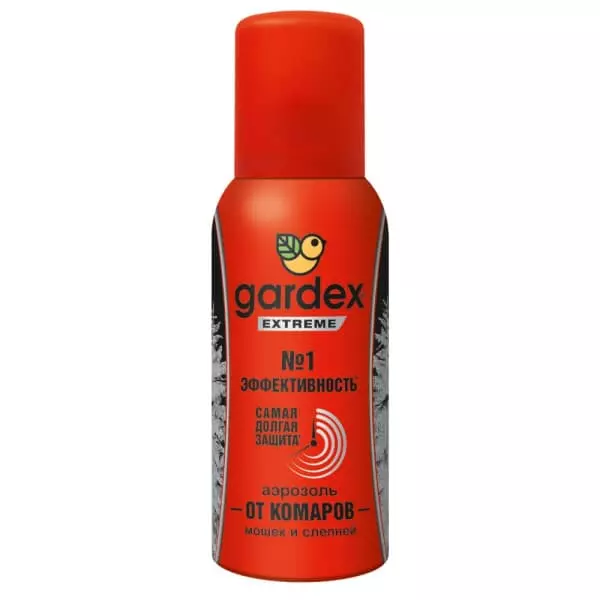 gardex
EXTREME
№1
ЭФФЕКТИВНОСТЬ*
САМАЯ
ДОЛГАЯ
ЗАЩИТА*
аэрозоль
ОТ КОМАРОВ
мошек и слепней